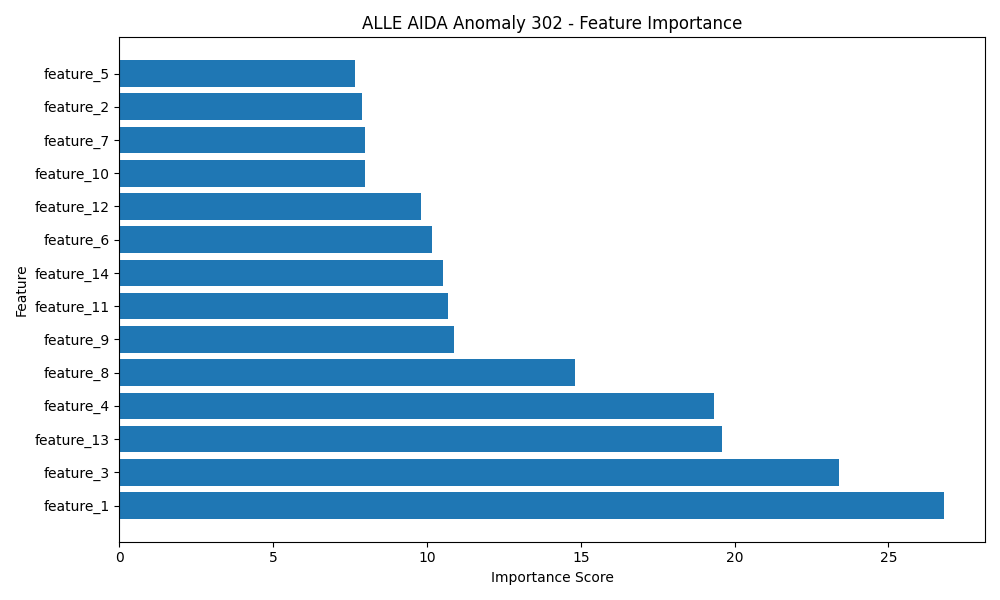 ALLE AIDA Anomaly 302 - Feature Importance
feature_5
feature_2
feature_7
feature_10
feature_12
feature_6
feature_14
feature_11
feature_9
feature_8
feature_4
feature_13
feature_3
feature_1
Feature
0 5 10 15 20 25
Importance Score